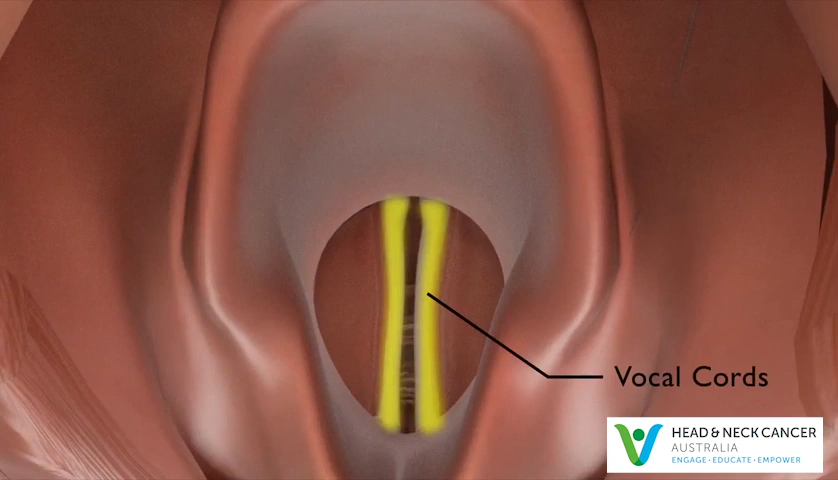 Vocal Cords
HEAD & NECK CANCER
AUSTRALIA
ENGAGE • EDUCATE • EMPOWER